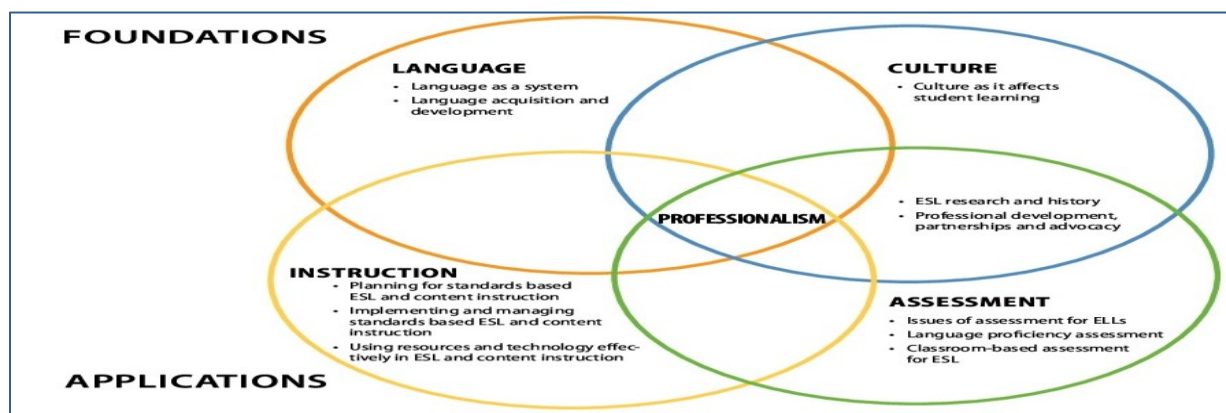 FOUNDATIONS
LANGUAGE
• Language as a system
• Language acquisition and
development
CULTURE
• Culture as it affects
student learning
PROFESSIONALISM
• ESL research and history
• Professional development,
partnerships and advocacy
INSTRUCTION
• Planning for standards based
ESL and content instruction
• Implementing and managing
standards based ESL and content
instruction
• Using resources and technology effec-
tively in ESL and content instruction
ASSESSMENT
• Issues of assessment for ELLs
• Language proficiency assessment
• Classroom-based assessment
for ESL
APPLICATIONS